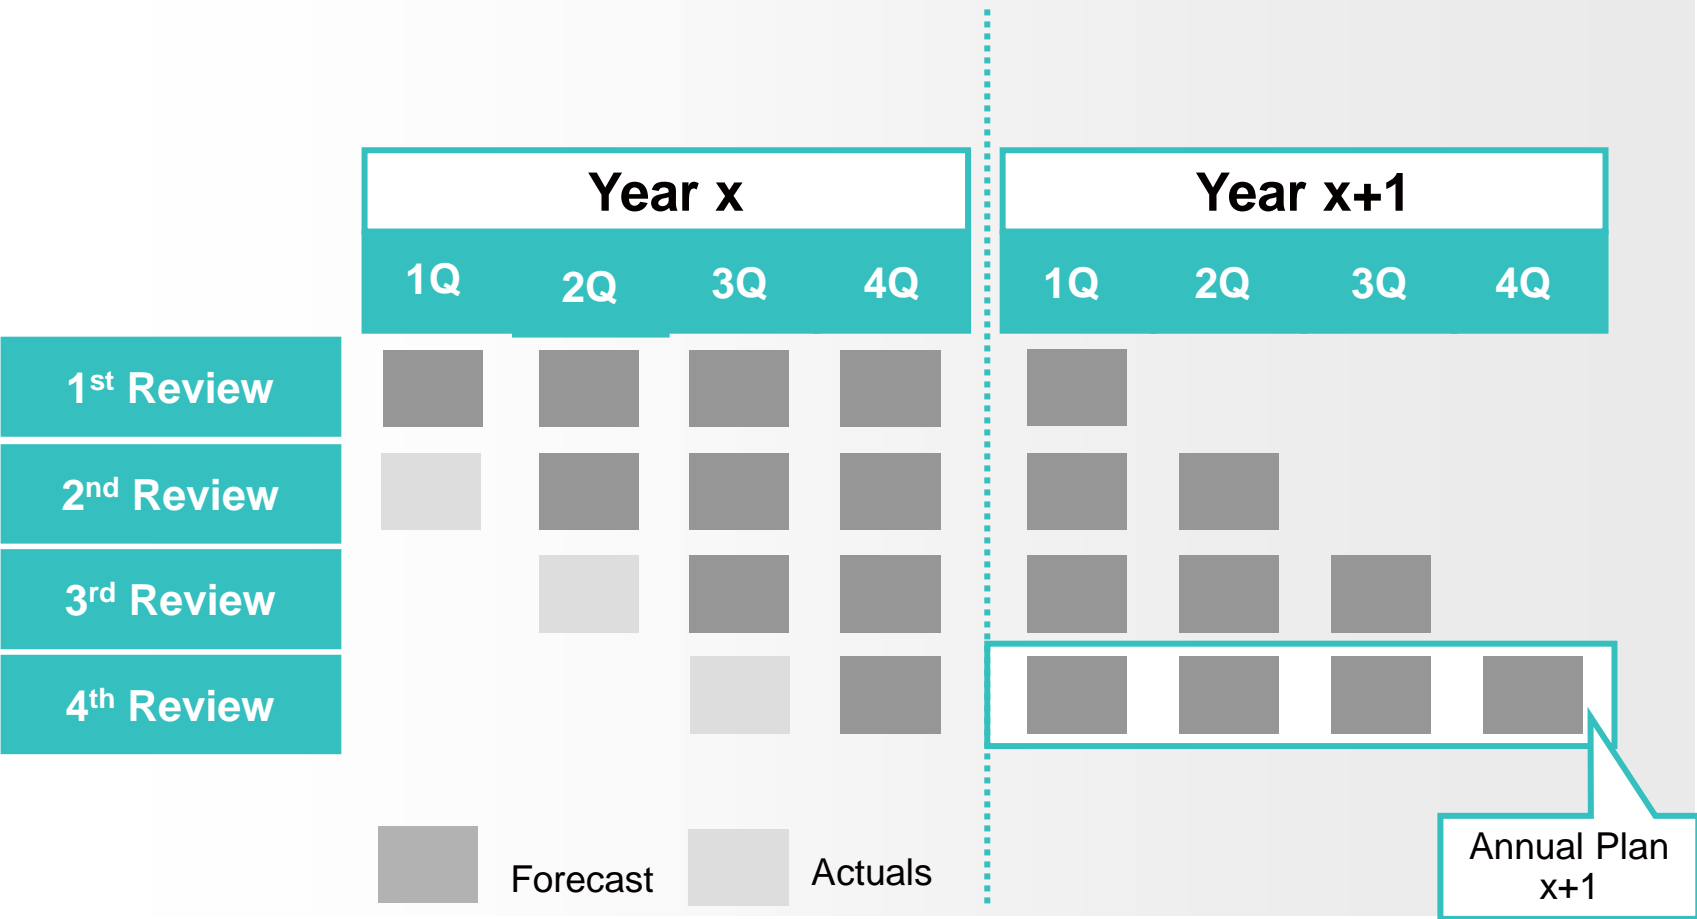 Year x
Year x+1
1Q 2Q 3Q 4Q 1Q 2Q 3Q 4Q
1st Review
2nd Review
3rd Review
4th Review
Forecast
Actuals
Annual Plan
x+1